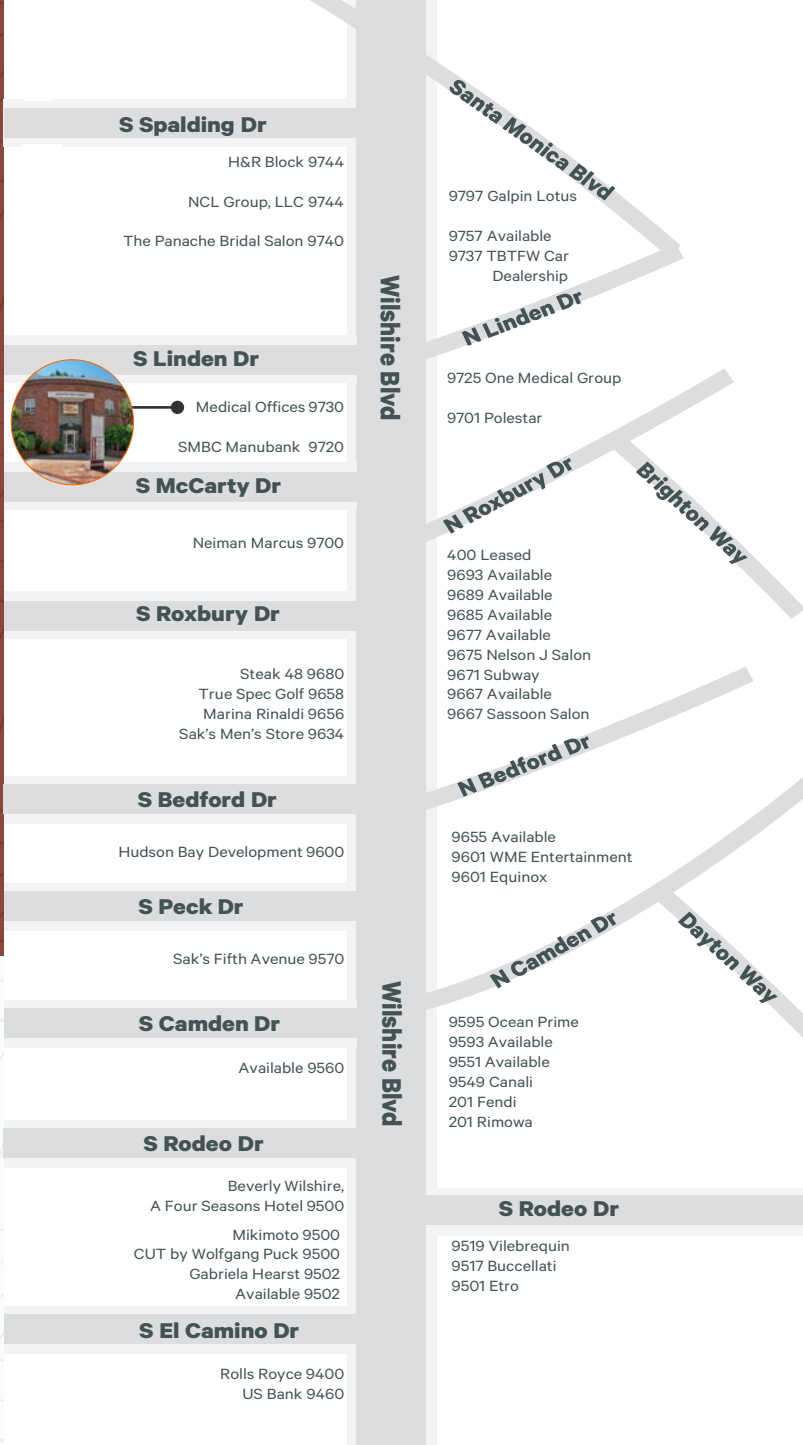 Santa Monica Blvd
S Spalding Dr
H&R Block 9744
NCL Group, LLC 9744
The Panache Bridal Salon 9740
9797 Galpin Lotus
9757 Available
9737 TBTFW Car
Dealership
Wilshire Blvd
N Linden Dr
S Linden Dr
Medical Offices 9730
SMBC Manubank 9720
9725 One Medical Group
9701 Polestar
S McCarty Dr
N Roxbury Dr
Brighton Way
Neiman Marcus 9700
400 Leased
9693 Available
9689 Available
9685 Available
9677 Available
9675 Nelson J Salon
9671 Subway
9667 Available
9667 Sassoon Salon
S Roxbury Dr
Steak 48 9680
True Spec Golf 9658
Marina Rinaldi 9656
Sak's Men's Store 9634
N Bedford Dr
S Bedford Dr
Hudson Bay Development 9600
9655 Available
9601 WME Entertainment
9601 Equinox
S Peck Dr
N Camden Dr
Dayton Way
Sak's Fifth Avenue 9570
Wilshire Blvd
S Camden Dr
9595 Ocean Prime
9593 Available
9551 Available
9549 Canali
201 Fendi
201 Rimowa
Available 9560
S Rodeo Dr
Beverly Wilshire,
A Four Seasons Hotel 9500
Mikimoto 9500
CUT by Wolfgang Puck 9500
Gabriela Hearst 9502
Available 9502
S Rodeo Dr
9519 Vilebrequin
9517 Buccellati
9501 Etro
S El Camino Dr
Rolls Royce 9400
US Bank 9460